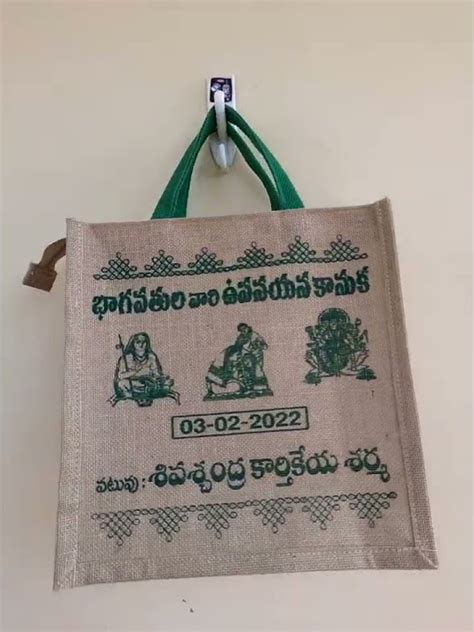 భాగవతుల వారి ఉపనయన కానుక
03-02-2022
వటువు : శివశ్చంద్ర కార్తికేయ శర్మ